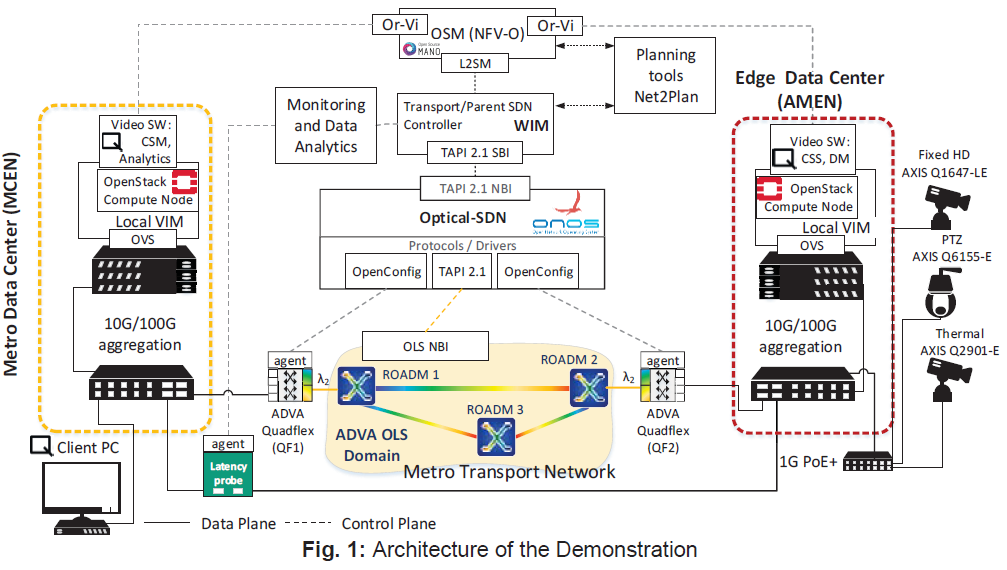 Or-Vi
Or-Vi
OSM (NFV-O)
Open Source
MANO
L2SM
Planning
tools
Net2Plan
Monitoring
and Data
Analytics
Transport/Parent SDN
Controller
WIM
TAPI 2.1 SBI
TAPI 2.1 NBI
Optical-SDN
onos
Open Network Operating System
Protocols / Drivers
OpenConfig
TAPI 2.1
OpenConfig
Metro Data Center (MCEN)
Video SW:
CSM,
Analytics
OpenStack
Compute Node
Local VIM
OVS
10G/100G
aggregation
Edge Data Center
(AMEN)
Video SW:
CSS, DM
OpenStack
Compute Node
Local VIM
OVS
10G/100G
aggregation
Fixed HD
AXIS Q1647-LE
PTZ
AXIS Q6155-E
Thermal
AXIS Q2901-E
1G PoE+
OLS NBI
agent
λ2
ADVA
Quadflex
(QF1)
ROADM 1
ROADM 2
ROADM 3
ADVA OLS
Domain
Metro Transport Network
agent
λ2
ADVA
Quadflex
(QF2)
Client PC
agent
Latency
probe
Data Plane
Control Plane
Fig. 1: Architecture of the Demonstration